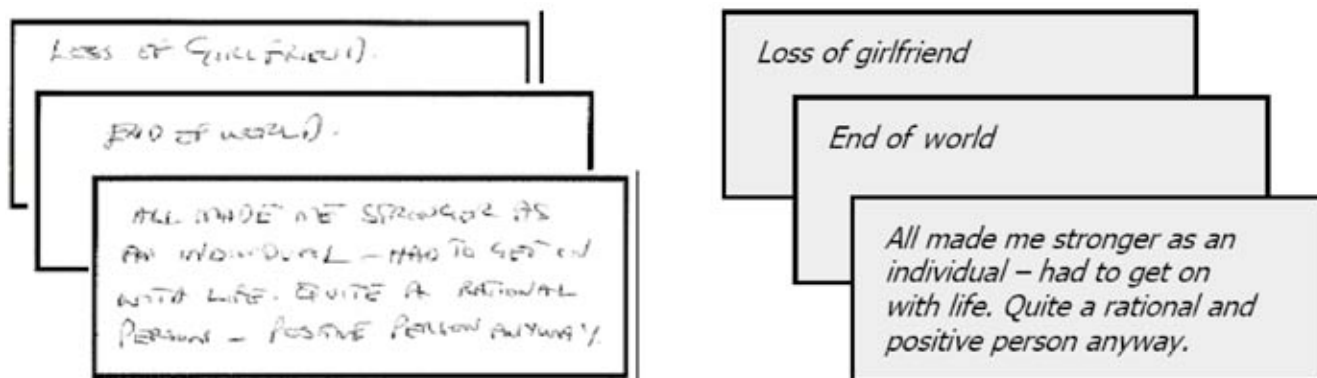 LOSS OF GIRLFRIEND.
END OF WORLD.
ALL MADE ME STRONGER AS
AN INDIVIDUAL – HAD TO GET ON
WITH LIFE. QUITE A RATIONAL
PERSON – POSITIVE PERSON ANYWAY.
Loss of girlfriend
End of world
All made me stronger as an
individual – had to get on
with life. Quite a rational and
positive person anyway.